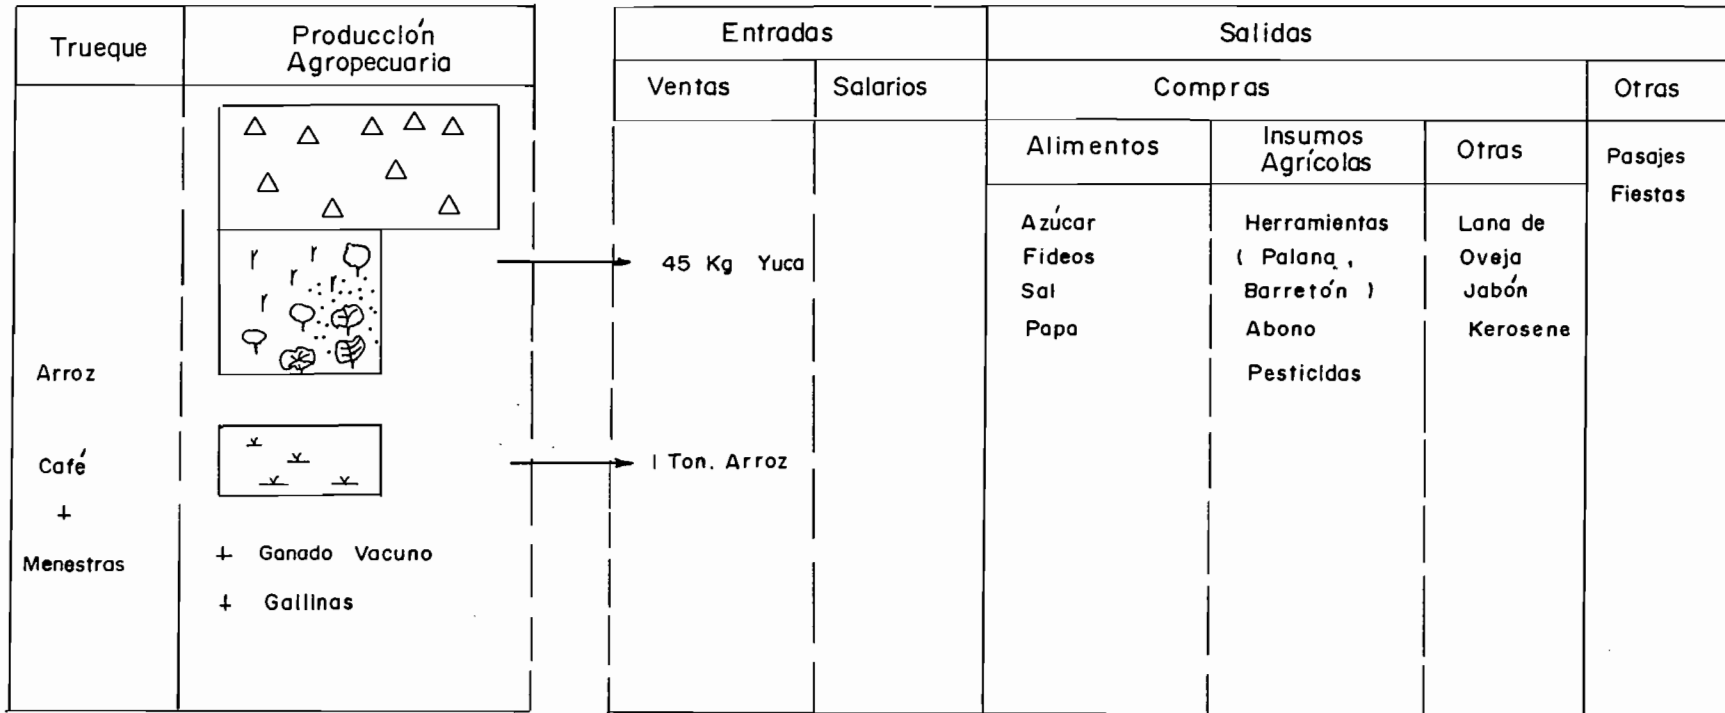 Trueque
Producción
Agropecuaria
Arroz
Café
+
Menestras
+ Ganado Vacuno
+ Gallinas
Entradas
Ventas
Salarios
45 Kg Yuca
1 Ton. Arroz
Salidas
Compras
Otras
Alimentos
Azúcar
Fideos
Sal
Papa
Insumos
Agrícolas
Herramientas
( Palana,
Barretón )
Abono
Pesticidas
Otras
Lana de
Oveja
Jabón
Kerosene
Pasajes
Fiestas